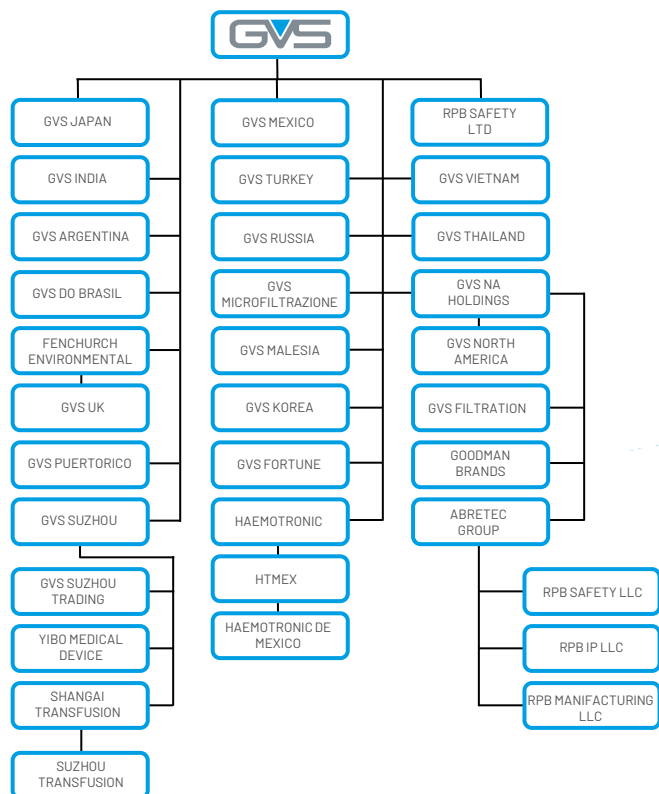 GVS
GVS JAPAN
GVS INDIA
GVS ARGENTINA
GVS DO BRASIL
FENCHURCH
ENVIRONMENTAL
GVS UK
GVS PUERTORICO
GVS SUZHOU
GVS SUZHOU
TRADING
YIBO MEDICAL
DEVICE
SHANGAI
TRANSFUSION
SUZHOU
TRANSFUSION
GVS MEXICO
GVS TURKEY
GVS RUSSIA
GVS
MICROFILTRAZIONE
GVS MALESIA
GVS KOREA
GVS FORTUNE
HAEMOTRONIC
HTMEX
HAEMOTRONIC DE
MEXICO
RPB SAFETY
LTD
GVS VIETNAM
GVS THAILAND
GVS NA
HOLDINGS
GVS NORTH
AMERICA
GVS FILTRATION
GOODMAN
BRANDS
ABRETEC
GROUP
RPB SAFETY LLC
RPB IP LLC
RPB MANIFACTURING
LLC